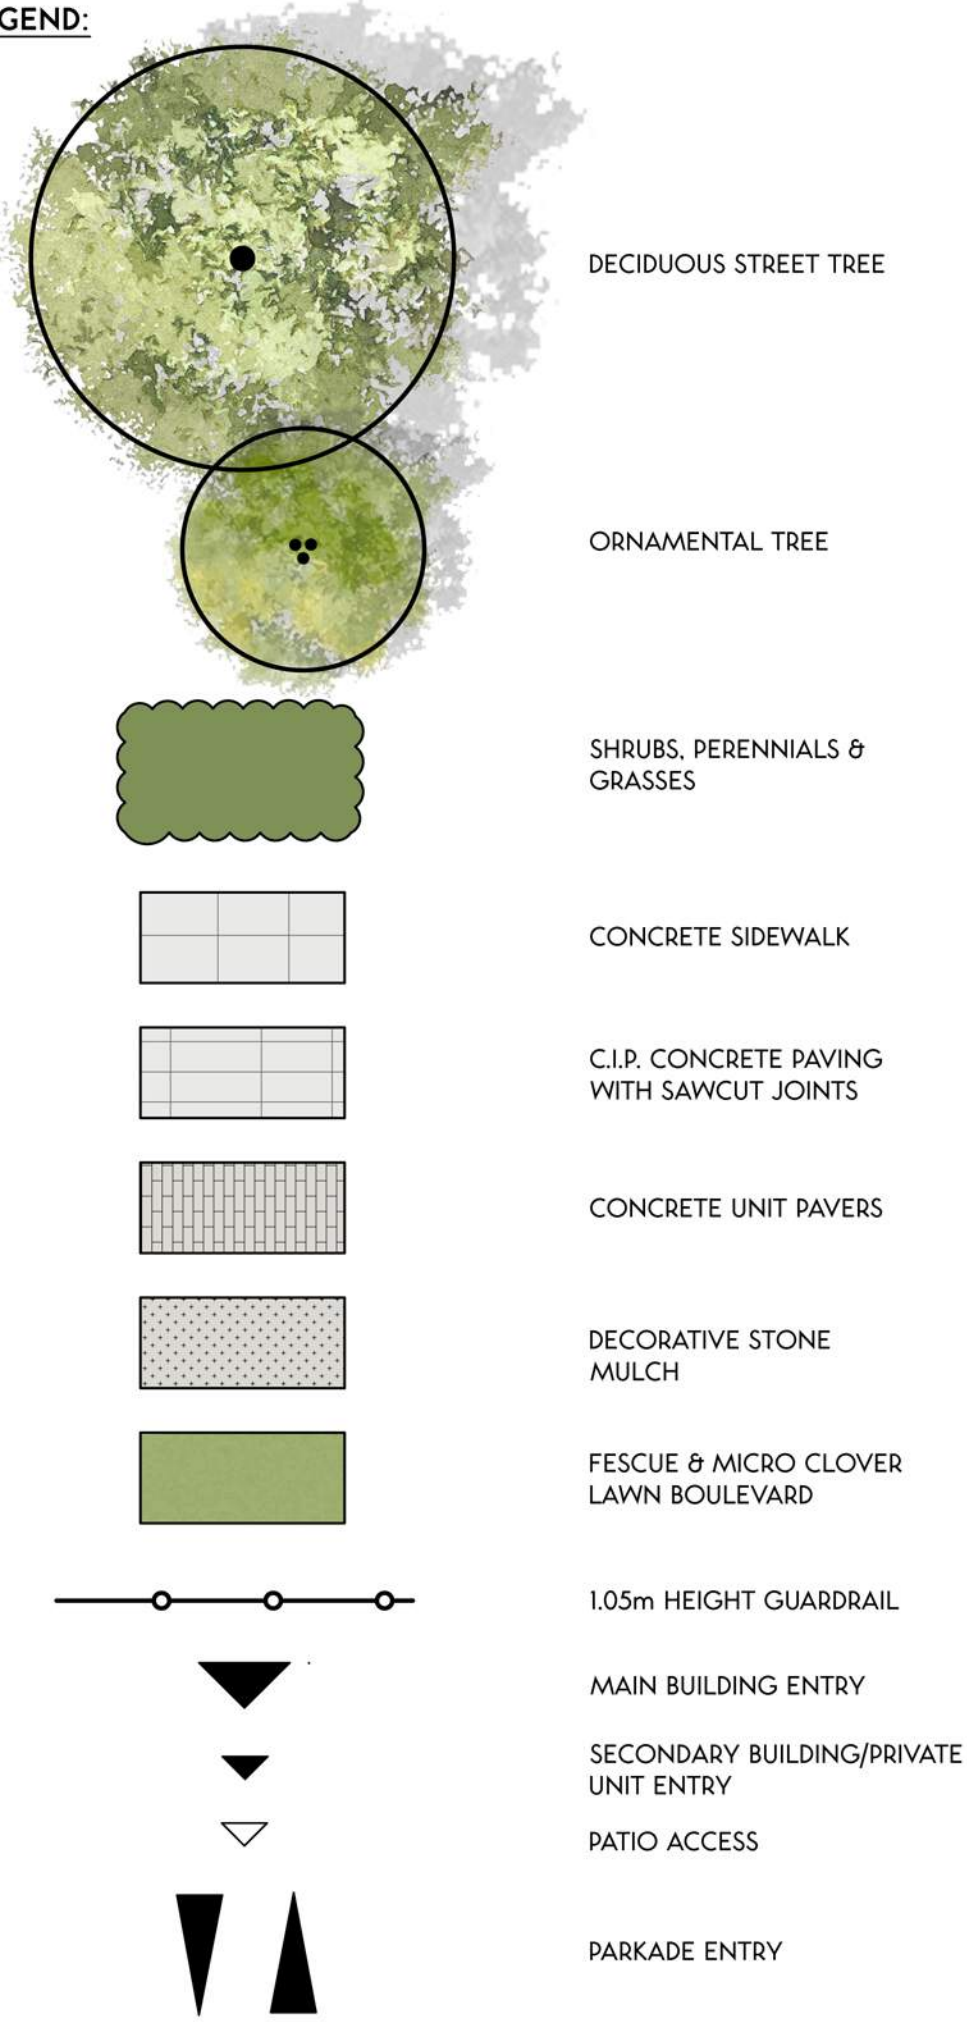 GEND:
DECIDUOUS STREET TREE
ORNAMENTAL TREE
SHRUBS, PERENNIALS &
GRASSES
CONCRETE SIDEWALK
C.I.P. CONCRETE PAVING
WITH SAWCUT JOINTS
CONCRETE UNIT PAVERS
DECORATIVE STONE
MULCH
FESCUE & MICRO CLOVER
LAWN BOULEVARD
1.05m HEIGHT GUARDRAIL
MAIN BUILDING ENTRY
SECONDARY BUILDING/PRIVATE
UNIT ENTRY
PATIO ACCESS
PARKADE ENTRY